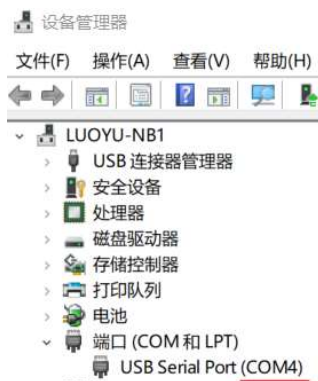 设备管理器
文件(F) 操作(A) 查看(V) 帮助(H)
LUOYU-NB1
USB 连接器管理器
安全设备
处理器
磁盘驱动器
存储控制器
打印队列
电池
端口 (COM 和 LPT)
USB Serial Port (COM4)